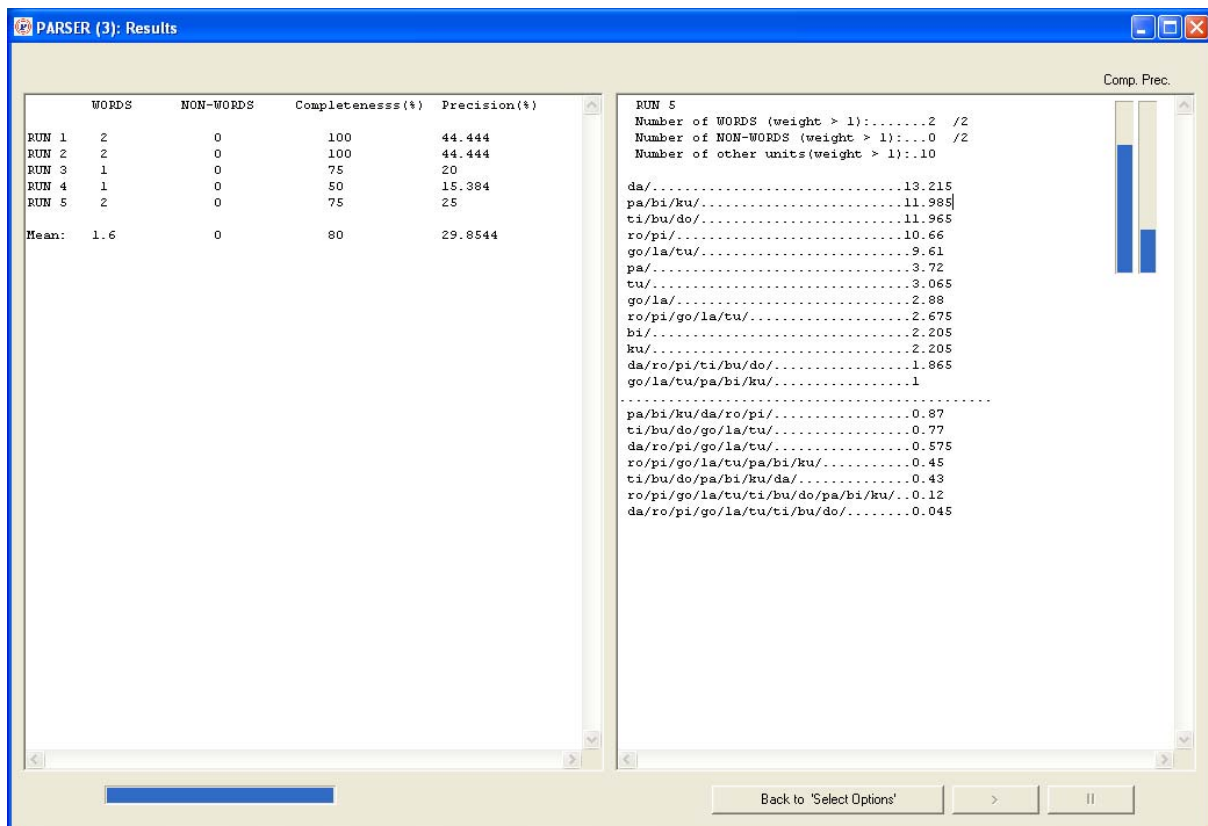 PARSER (3): Results
Comp. Prec.
WORDS NON-WORDS Completenesss(%) Precision(%)
RUN 1 2 0 100 44.444
RUN 2 2 0 100 44.444
RUN 3 1 0 75 20
RUN 4 1 0 50 15.384
RUN 5 2 0 75 25
Mean: 1.6 0 80 29.8544
RUN 5
Number of WORDS (weight > 1):.......2 /2
Number of NON-WORDS (weight > 1):...0 /2
Number of other units(weight > 1):.10
da/...............................13.215
pa/bi/ku/.........................11.985
ti/bu/do/.........................11.965
ro/pi/............................10.66
go/la/tu/..........................9.61
pa/................................3.72
tu/................................3.065
go/la/.............................2.88
ro/pi/go/la/tu/....................2.675
bi/................................2.205
ku/................................2.205
da/ro/pi/ti/bu/do/.................1.865
go/la/tu/pa/bi/ku/.................1
..............................................
pa/bi/ku/da/ro/pi/.................0.87
ti/bu/do/go/la/tu/.................0.77
da/ro/pi/go/la/tu/.................0.575
ro/pi/go/la/tu/pa/bi/ku/...........0.45
ti/bu/do/pa/bi/ku/da/..............0.43
ro/pi/go/la/tu/ti/bu/do/pa/bi/ku/..0.12
da/ro/pi/go/la/tu/ti/bu/do/........0.045
Back to 'Select Options' > II